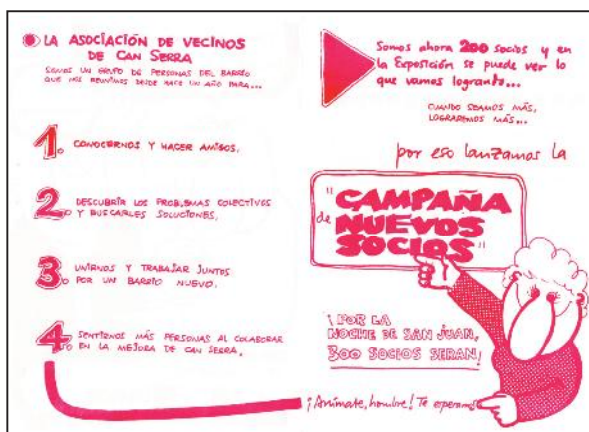 LA ASOCIACIÓN DE VECINOS
DE CAN SERRA
SOMOS UN GRUPO DE PERSONAS DEL BARRIO
QUE NOS REUNIMOS DESDE HACE UN AÑO PARA...
1. CONOCERNOS Y HACER AMIGOS.
2. DESCUBRIR LOS PROBLEMAS COLECTIVOS
Y BUSCARLES SOLUCIONES.
3. UNIRNOS Y TRABAJAR JUNTOS
POR UN BARRIO NUEVO.
4. SENTIRNOS MÁS PERSONAS AL COLABORAR
EN LA MEJORA DE CAN SERRA.
Somos ahora 200 socios y en
la Exposición se puede ver lo
que vamos logrando...
CUANDO SEAMOS MÁS,
LOGRAREMOS MÁS...
por eso lanzamos la
"CAMPAÑA
de NUEVOS
SOCIOS"
¡POR LA
NOCHE DE SAN JUAN,
300 SOCIOS SERAN!
¡Anímate, hombre! Te esperamos